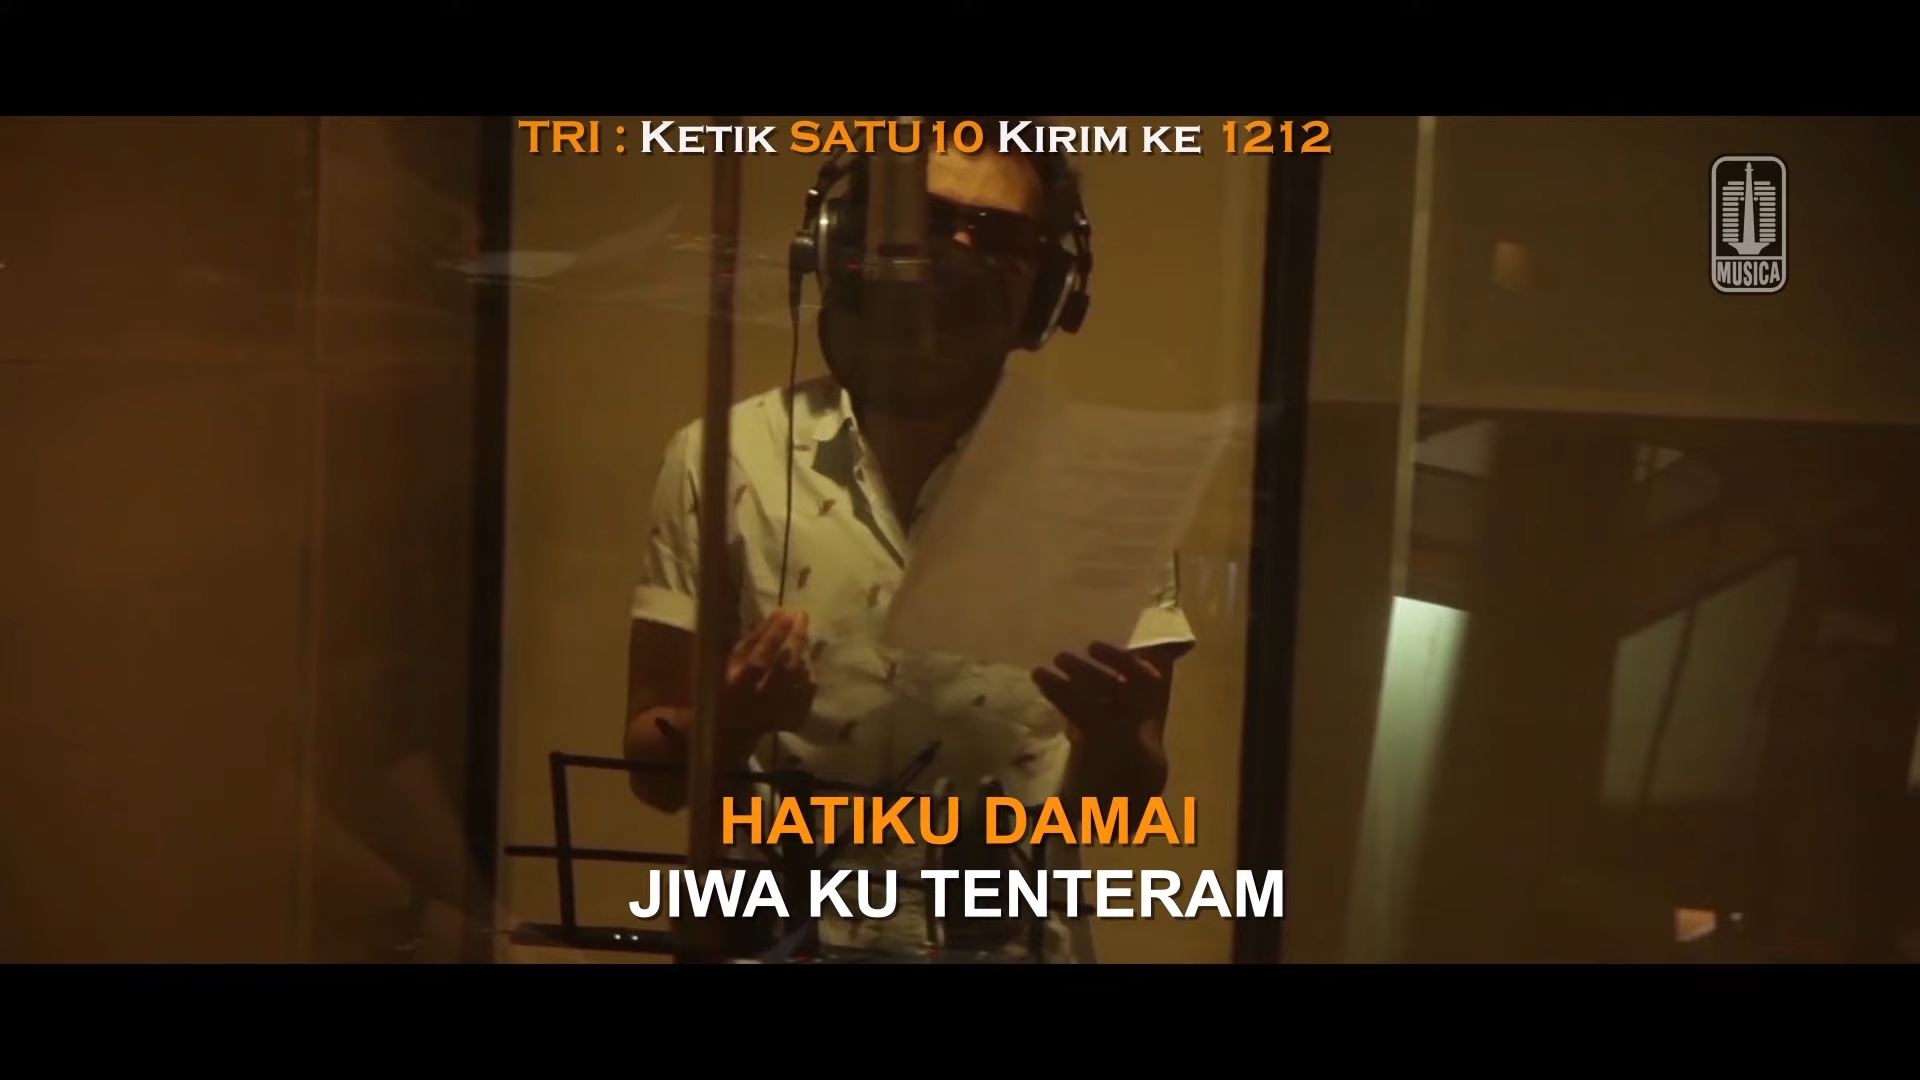 TRI : KETIK SATU10 KIRIM KE 1212
MUSICA
HATIKU DAMAI
JIWA KU TENTERAM